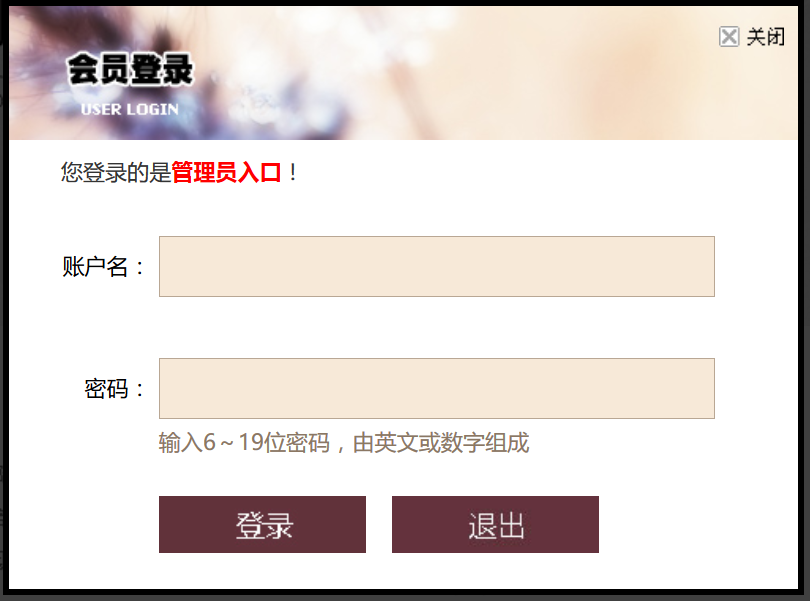 关闭
会员登录
USER LOGIN
您登录的是管理员入口！
账户名：
密码：
输入6～19位密码，由英文或数字组成
登录 退出